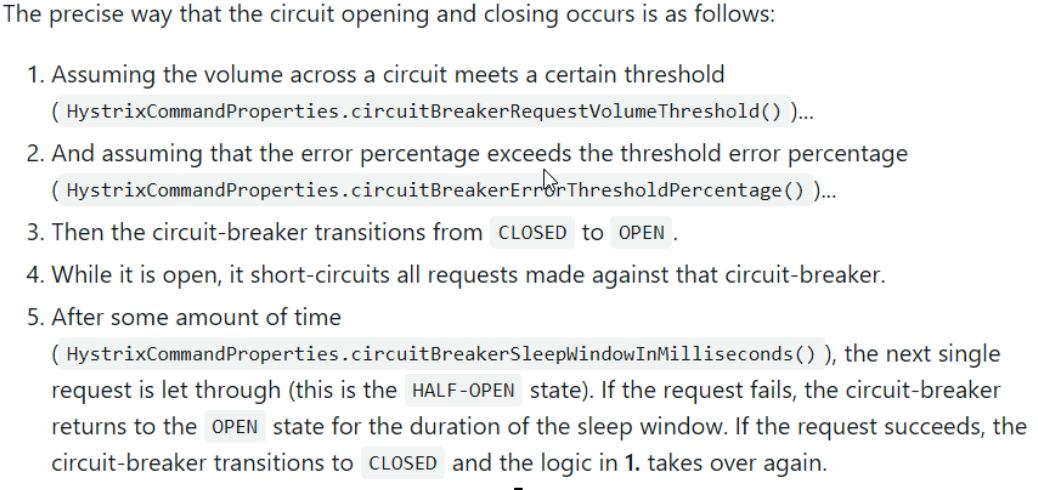 The precise way that the circuit opening and closing occurs is as follows:
1. Assuming the volume across a circuit meets a certain threshold
( HystrixCommandProperties.circuitBreakerRequestVolumeThreshold() )...
2. And assuming that the error percentage exceeds the threshold error percentage
( HystrixCommandProperties.circuitBreakerErrorThresholdPercentage() )...
3. Then the circuit-breaker transitions from CLOSED to OPEN .
4. While it is open, it short-circuits all requests made against that circuit-breaker.
5. After some amount of time
( HystrixCommandProperties.circuitBreakerSleepWindowInMilliseconds() ), the next single
request is let through (this is the HALF-OPEN state). If the request fails, the circuit-breaker
returns to the OPEN state for the duration of the sleep window. If the request succeeds, the
circuit-breaker transitions to CLOSED and the logic in 1. takes over again.